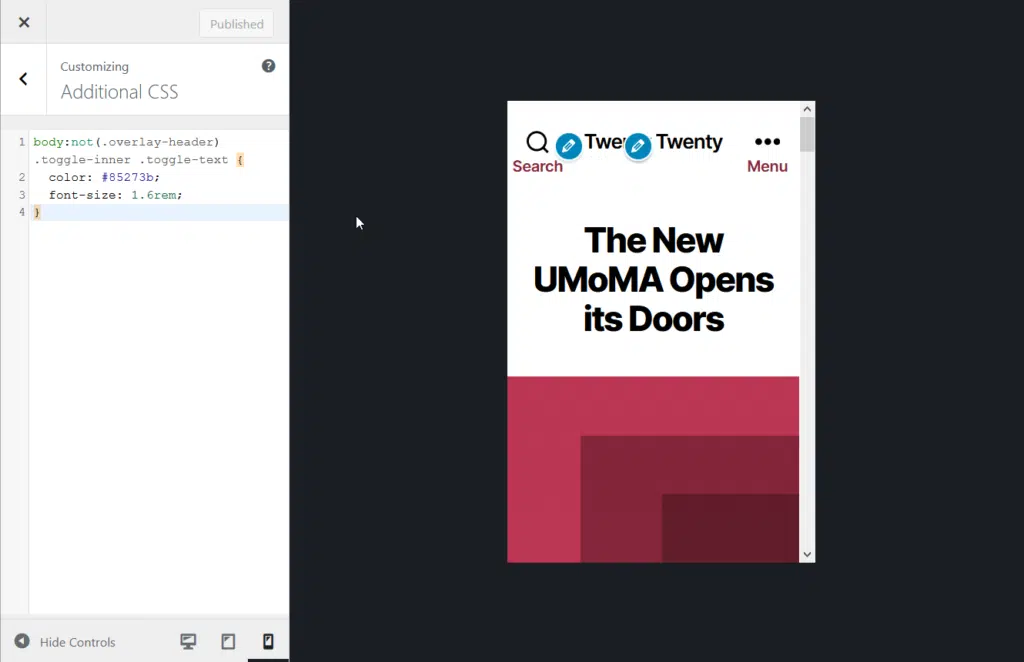 Published
Customizing
Additional CSS
1 body:not(.overlay-header)
.toggle-inner .toggle-text {
2 color: #85273b;
3 font-size: 1.6rem;
4 }
Hide Controls
Twenty Twenty
Search
Menu
The New
UMoMA Opens
its Doors